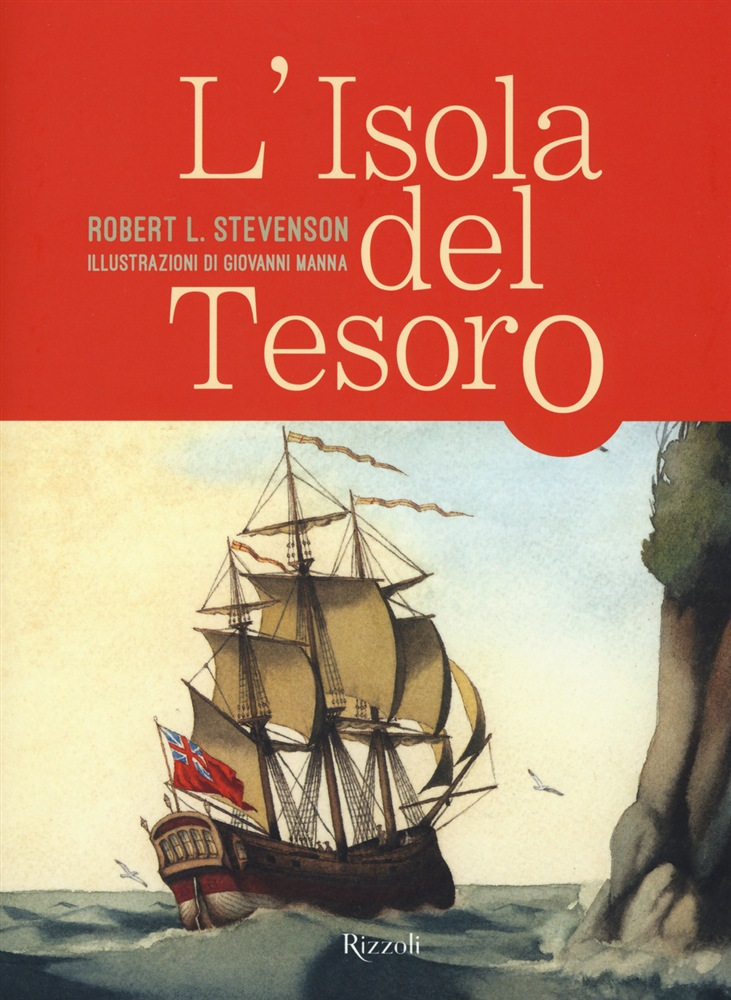 L'Isola
del
Tesoro
ROBERT L. STEVENSON
ILLUSTRAZIONI DI GIOVANNI MANNA
Rizzoli